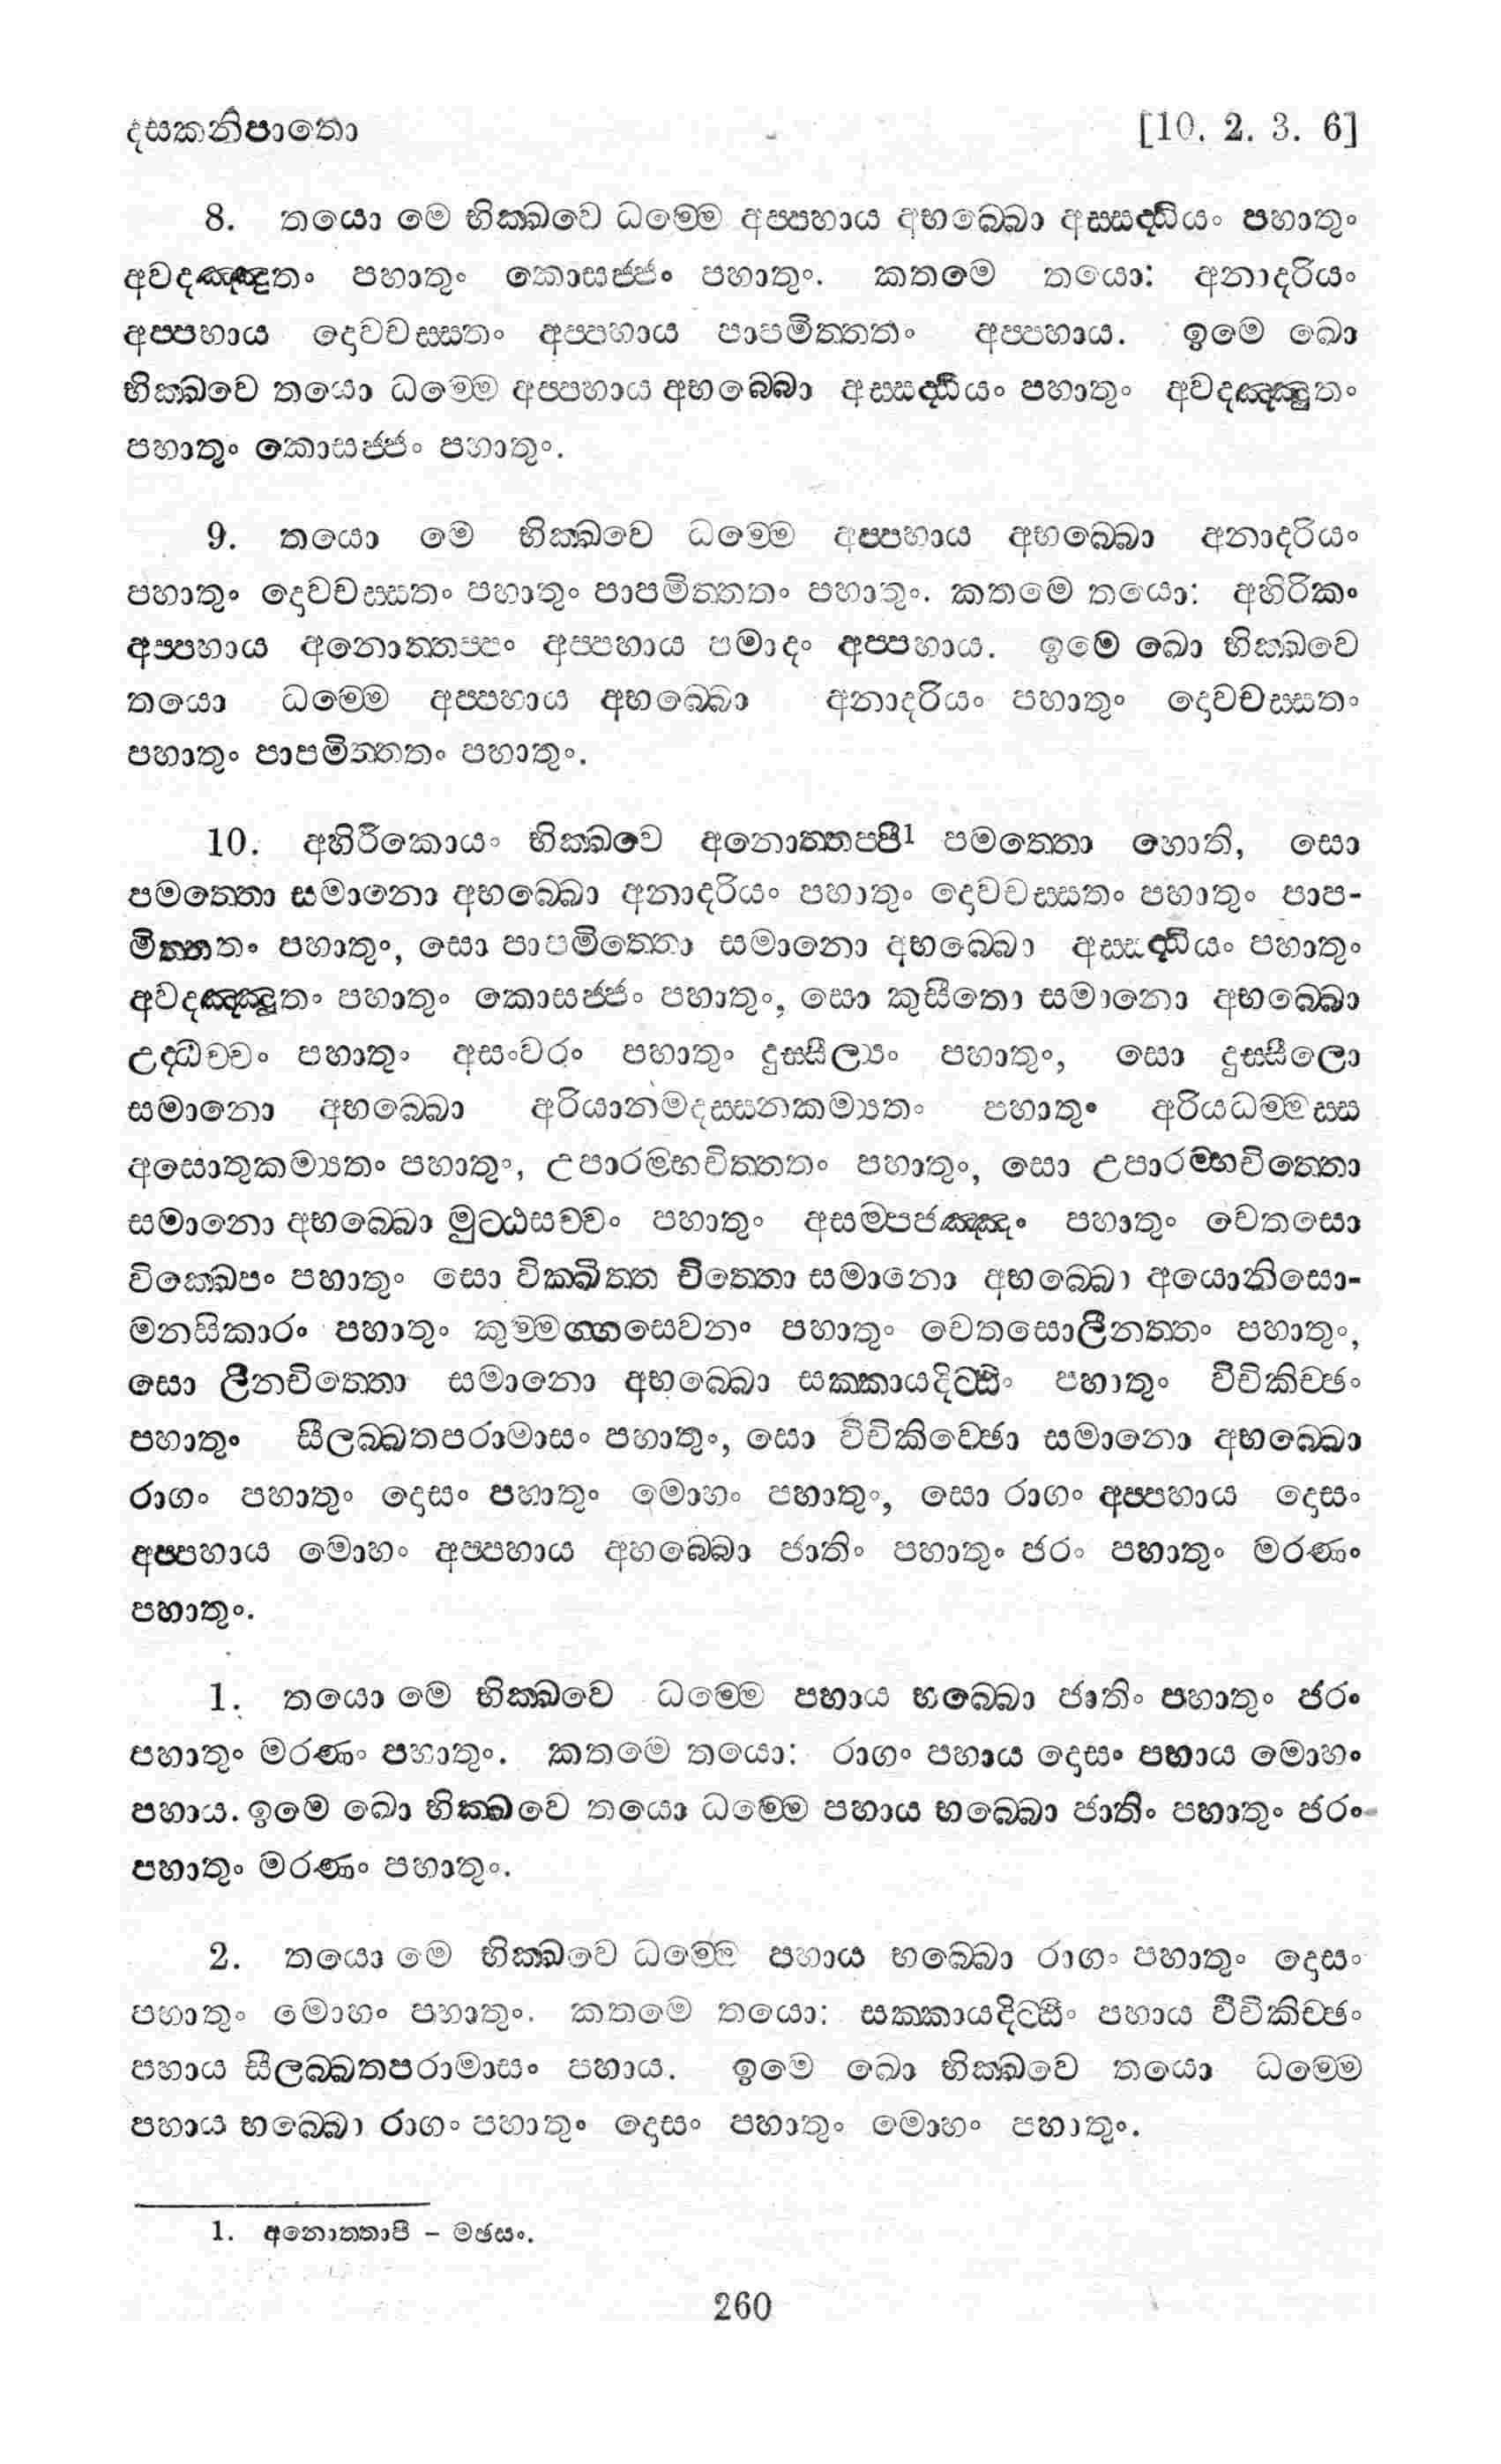 දසකනිපාතො [10. 2. 3. 6]
8. තයො මෙ භික්ඛවෙ ධම්මෙ අප්පහාය අභබ්බො අස්සද්ධියං පහාතුං
අවදඤ්ඤුතං පහාතුං කොසජ්ජං පහාතුං. කතමෙ තයො: අනාදරියං
අප්පහාය දොවචස්සතං අප්පහාය පාපමිත්තතං අප්පහාය. ඉමෙ ඛො
භික්ඛවෙ තයො ධම්මෙ අප්පහාය අභබ්බො අස්සද්ධියං පහාතුං අවදඤ්ඤුතං
පහාතුං කොසජ්ජං පහාතුං.
9. තයො මෙ භික්ඛවෙ ධම්මෙ අප්පහාය අභබ්බො අනාදරියං
පහාතුං දොවචස්සතං පහාතුං පාපමිත්තතං පහාතුං. කතමෙ තයො: අහිරිකං
අප්පහාය අනොත්තප්පං අප්පහාය පමාදං අප්පහාය. ඉමෙ ඛො භික්ඛවෙ
තයො ධම්මෙ අප්පහාය අභබ්බො අනාදරියං පහාතුං දොවචස්සතං
පහාතුං පාපමිත්තතං පහාතුං.
10. අහිරීකොයං භික්ඛවෙ අනොත්තප්පී1 පමත්තො හොති, සො
පමත්තො සමානො අභබ්බො අනාදරියං පහාතුං දොවචස්සතං පහාතුං පාප-
මිත්තතං පහාතුං, සො පාපමිත්තො සමානො අභබ්බො අස්සද්ධියං පහාතුං
අවදඤ්ඤුතං පහාතුං කොසජ්ජං පහාතුං, සො කුසීතො සමානො අභබ්බො
උද්ධච්චං පහාතුං අසංවරං පහාතුං දුස්සීල්‍යං පහාතුං, සො දුස්සීලො
සමානො අභබ්බො අරියානමදස්සනකම්‍යතං පහාතුං අරියධම්මස්ස
අසොතුකම්‍යතං පහාතුං, උපාරම්භචිත්තතං පහාතුං, සො උපාරම්භචිත්තො
සමානො අභබ්බො මුට්ඨසච්චං පහාතුං අසම්පජඤ්ඤං පහාතුං චෙතසො
වික්ඛෙපං පහාතුං සො වික්ඛිත්ත චිත්තො සමානො අභබ්බො අයොනිසො-
මනසිකාරං පහාතුං කුම්මග්ගසෙවනං පහාතුං චෙතසොලීනත්තං පහාතුං,
සො ලීනචිත්තො සමානො අභබ්බො සක්කායදිට්ඨිං පහාතුං විචිකිච්ඡං
පහාතුං සීලබ්බතපරාමාසං පහාතුං, සො විචිකිච්ඡො සමානො අභබ්බො
රාගං පහාතුං දොසං පහාතුං මොහං පහාතුං, සො රාගං අප්පහාය දොසං
අප්පහාය මොහං අප්පහාය අහබ්බො ජාතිං පහාතුං ජරං පහාතුං මරණං
පහාතුං.
1. තයො මෙ භික්ඛවෙ ධම්මෙ පහාය භබ්බො ජාතිං පහාතුං ජරං
පහාතුං මරණං පහාතුං. කතමෙ තයො: රාගං පහාය දොසං පහාය මොහං
පහාය. ඉමෙ ඛො භික්ඛවෙ තයො ධම්මෙ පහාය භබ්බො ජාතිං පහාතුං ජරං
පහාතුං මරණං පහාතුං.
2. තයො මෙ භික්ඛවෙ ධම්මෙ පහාය භබ්බො රාගං පහාතුං දොසං
පහාතුං මොහං පහාතුං. කතමෙ තයො: සක්කායදිට්ඨිං පහාය විචිකිච්ඡං
පහාය සීලබ්බතපරාමාසං පහාය. ඉමෙ ඛො භික්ඛවෙ තයො ධම්මෙ
පහාය භබ්බො රාගං පහාතුං දොසං පහාතුං මොහං පහාතුං.
1. අනොත්තාපී – මඡසං.
260